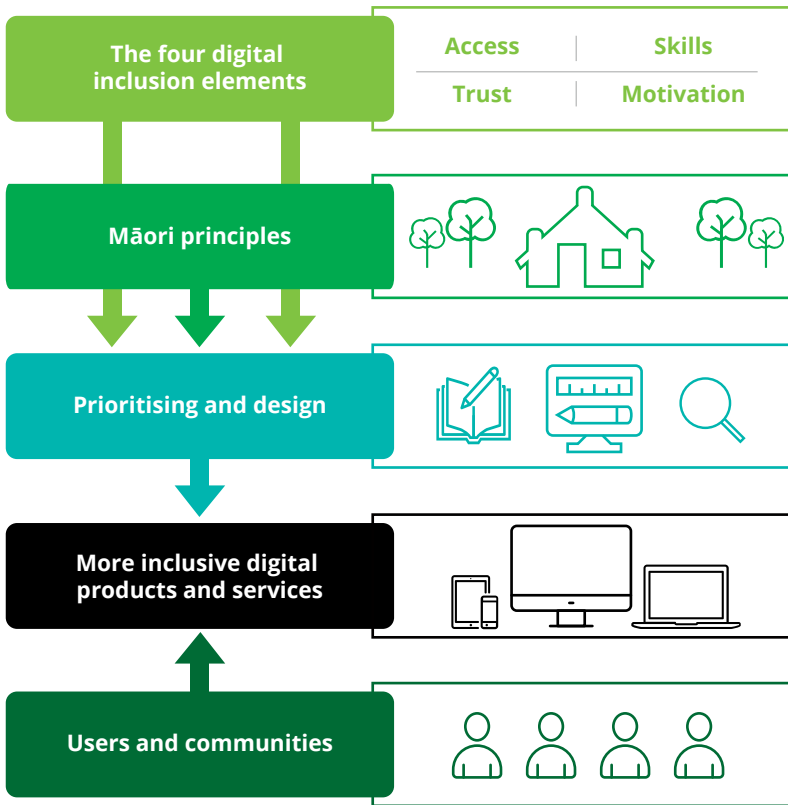 The four digital
inclusion elements
Access
Skills
Trust
Motivation
Māori principles
Prioritising and design
More inclusive digital
products and services
Users and communities